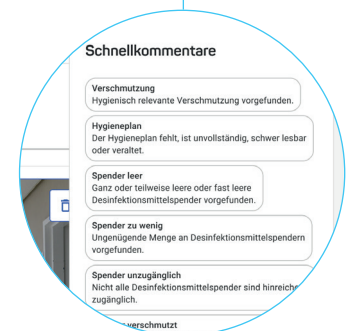 Schnellkommentare
Verschmutzung
Hygienisch relevante Verschmutzung vorgefunden.
Hygieneplan
Der Hygieneplan fehlt, ist unvollständig, schwer lesbar
oder veraltet.
Spender leer
Ganz oder teilweise leere oder fast leere
Desinfektionsmittelspender vorgefunden.
Spender zu wenig
Ungenügende Menge an Desinfektionsmittelspendern
vorgefunden.
Spender unzugänglich
Nicht alle Desinfektionsmittelspender sind
zugänglich.
verschmutzt